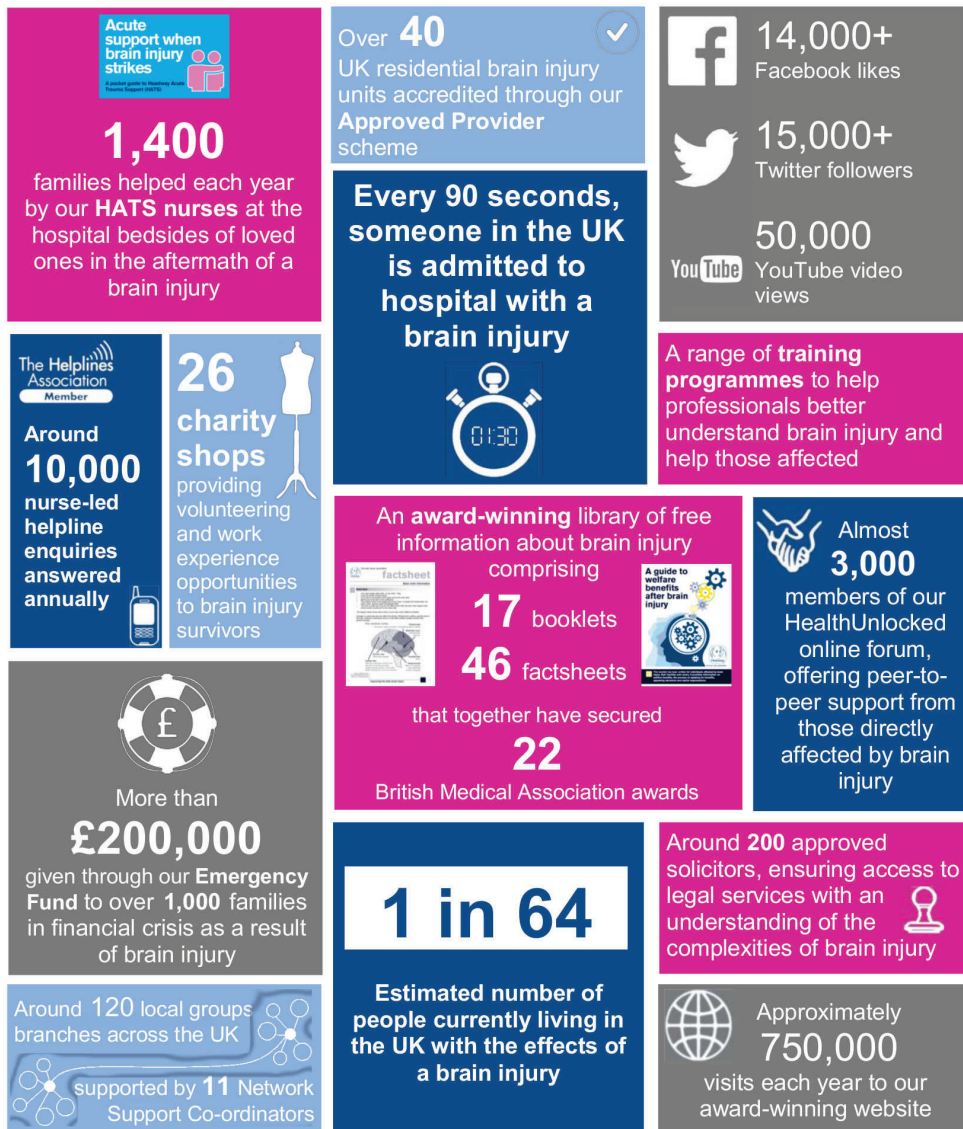 Acute
support when
brain injury
strikes
A pocket guide to Headway Acute
Trauma Support (HATS)
1,400
families helped each year
by our HATS nurses at the
hospital bedsides of loved
ones in the aftermath of a
brain injury
Over 40
UK residential brain injury
units accredited through our
Approved Provider
scheme
14,000+
Facebook likes
15,000+
Twitter followers
50,000
YouTube
YouTube video
views
Every 90 seconds,
someone in the UK
is admitted to
hospital with a
brain injury
01:30
The Helplines
Association
Member
Around
10,000
nurse-led
helpline
enquiries
answered
annually
26
charity
shops
providing
volunteering
and work
experience
opportunities
to brain injury
survivors
A range of training
programmes to help
professionals better
understand brain injury and
help those affected
An award-winning library of free
information about brain injury
comprising
factsheet
17 booklets
46 factsheets
A guide to
welfare
benefits
after brain
injury
that together have secured
22
British Medical Association awards
Almost
3,000
members of our
HealthUnlocked
online forum,
offering peer-to-
peer support from
those directly
affected by brain
injury
£
More than
£200,000
given through our Emergency
Fund to over 1,000 families
in financial crisis as a result
of brain injury
1 in 64
Estimated number of
people currently living in
the UK with the effects of
a brain injury
Around 200 approved
solicitors, ensuring access to
legal services with an
understanding of the
complexities of brain injury
Around 120 local groups
branches across the UK
supported by 11 Network
Support Co-ordinators
Approximately
750,000
visits each year to our
award-winning website